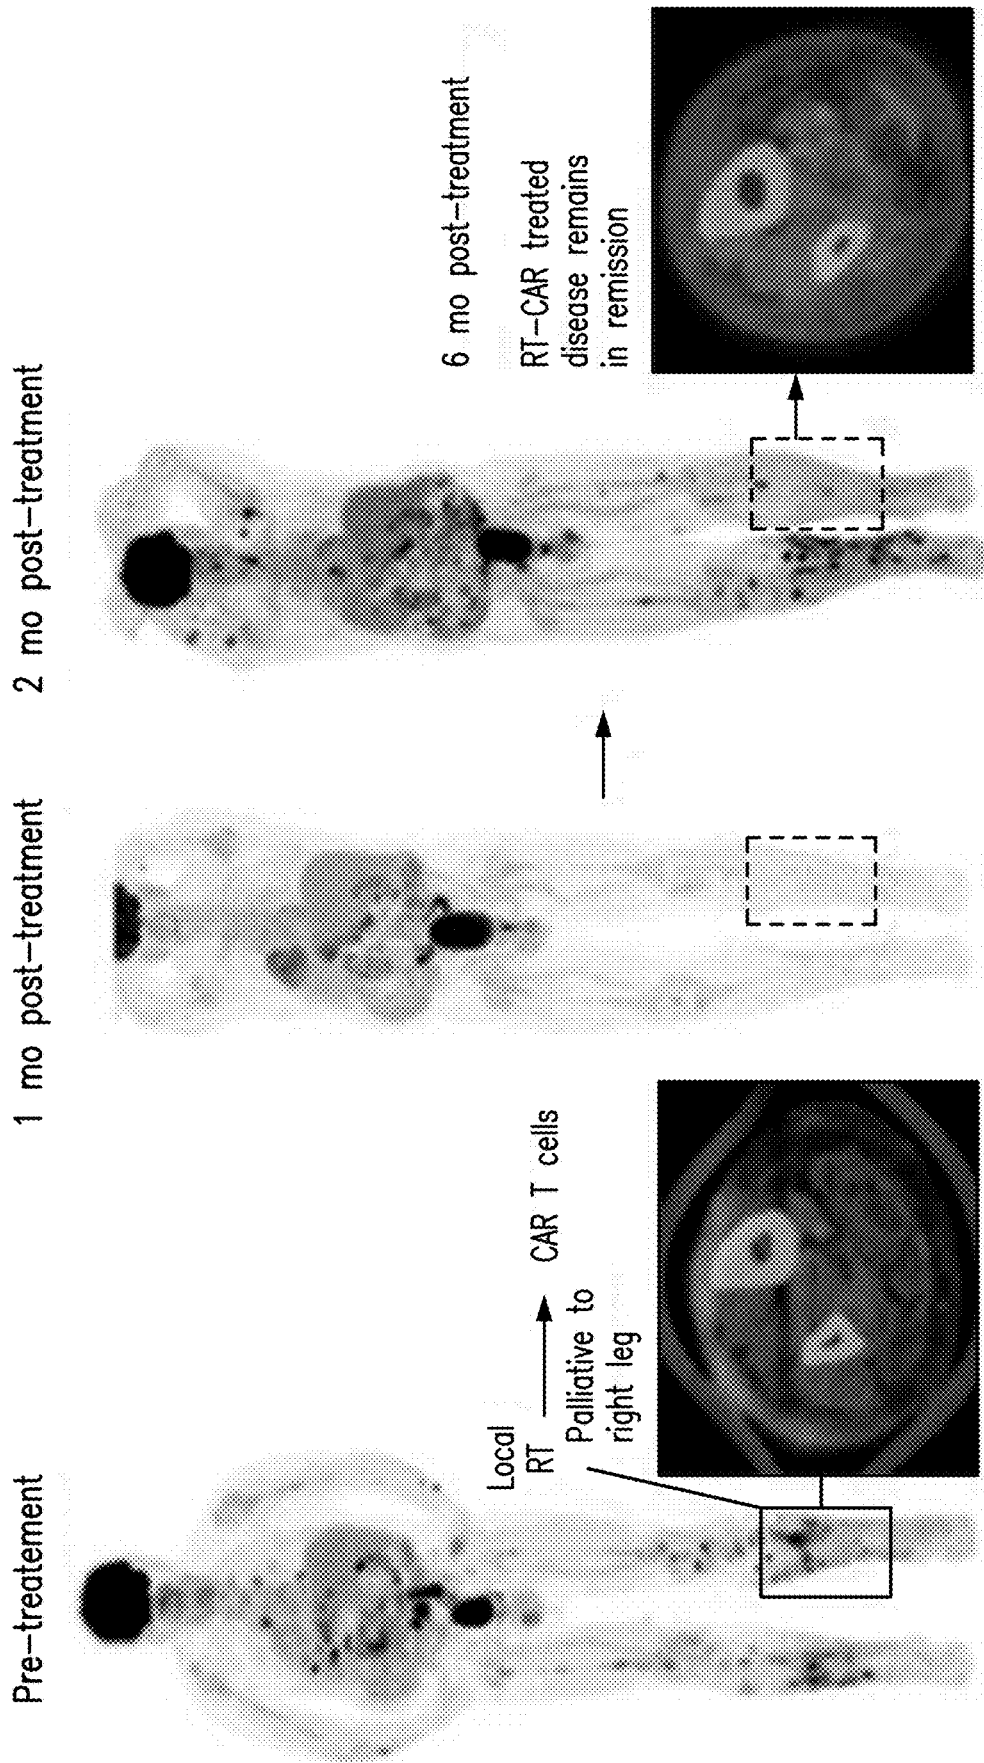 Pre-treatement
Local
RT
CAR T cells
Palliative to
right leg
1 mo post-treatment
2 mo post-treatment
6 mo post-treatment
RT-CAR treated
disease remains
in remission